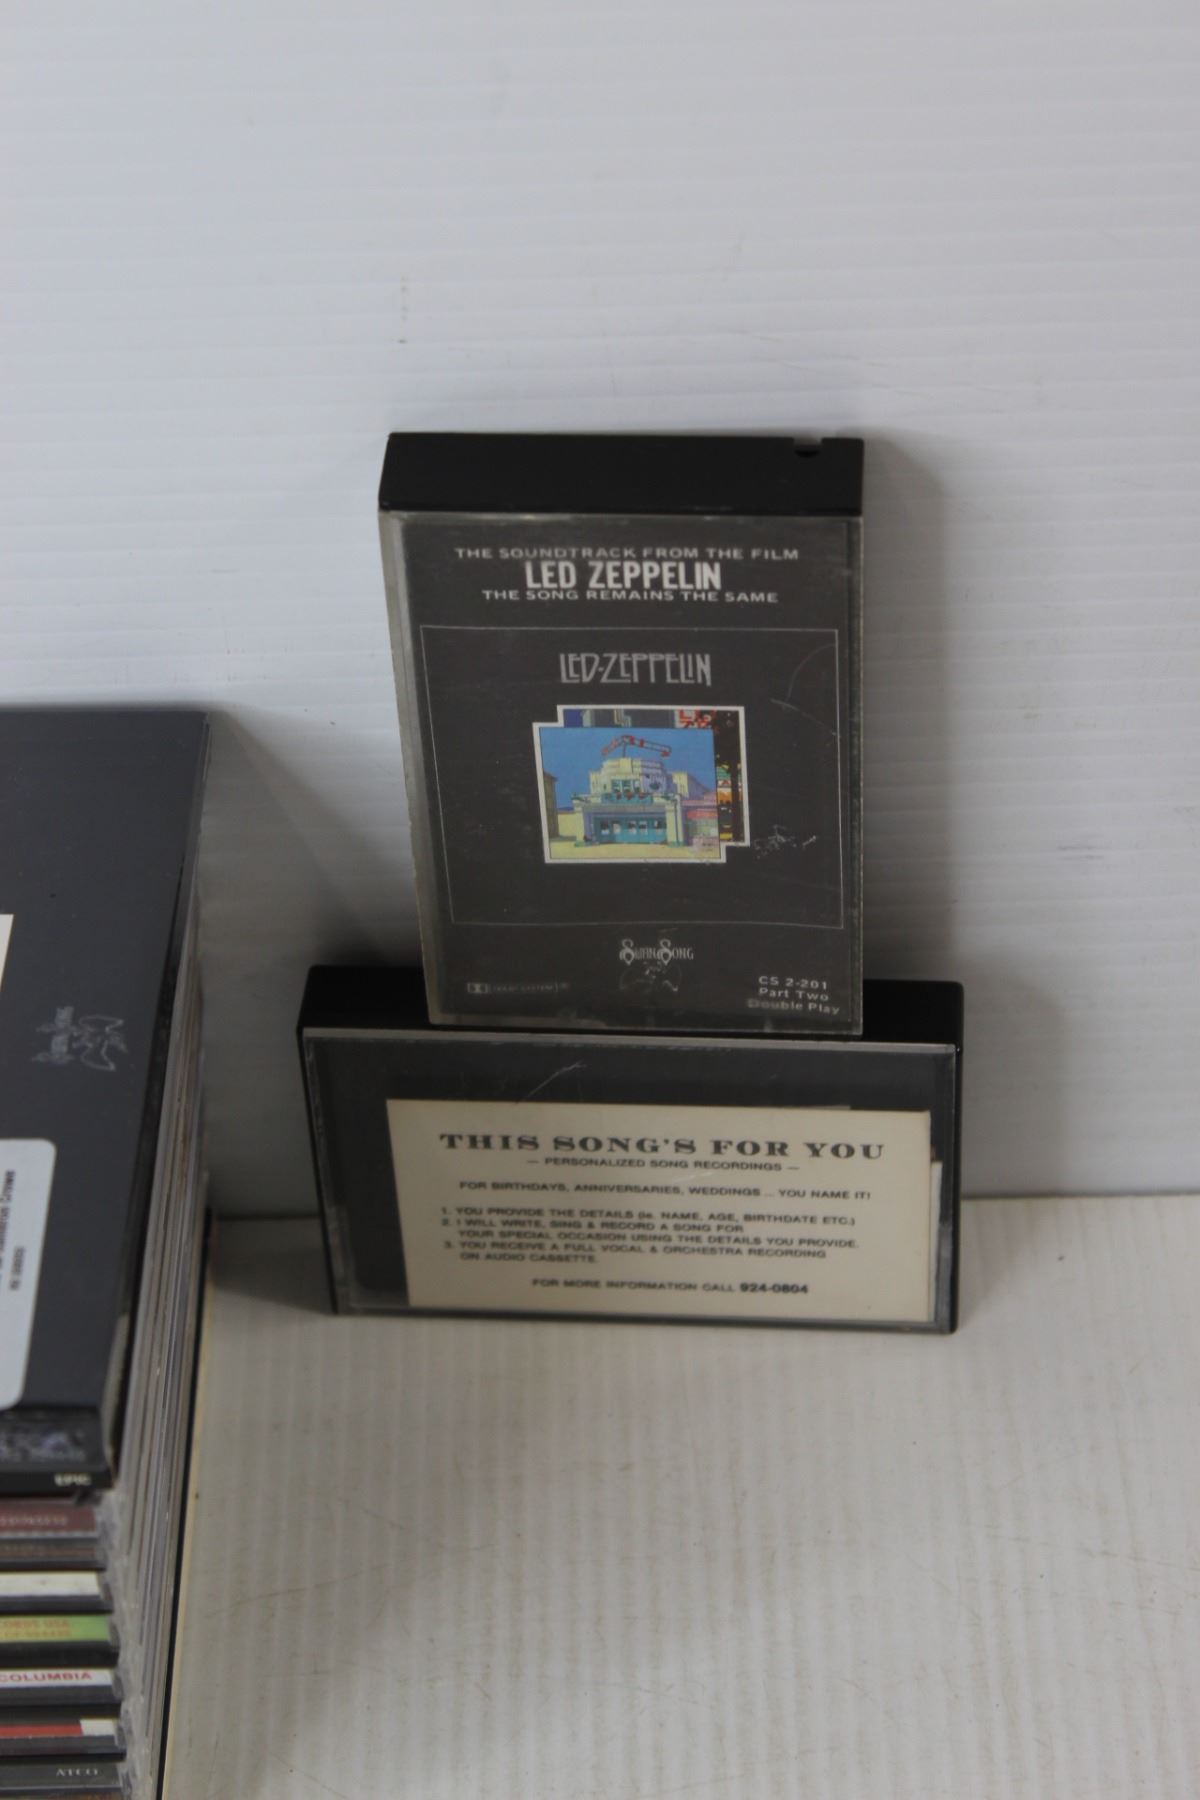 THE SOUNDTRACK FROM THE FILM
LED ZEPPELIN
THE SONG REMAINS THE SAME
LED-ZEPPELIN
SWAN SONG
CS 2-201
Part Two
Double Play
THIS SONG'S FOR YOU
— PERSONALIZED SONG RECORDINGS —
FOR BIRTHDAYS, ANNIVERSARIES, WEDDINGS ... YOU NAME IT!
1. YOU PROVIDE THE DETAILS (ie. NAME, AGE, BIRTHDATE ETC.)
2. I WILL WRITE, SING & RECORD A SONG FOR
YOUR SPECIAL OCCASION USING THE DETAILS YOU PROVIDE.
3. YOU RECEIVE A FULL VOCAL & ORCHESTRA RECORDING
ON AUDIO CASSETTE.
FOR MORE INFORMATION CALL 924-0804
SWAN SONG
EPIC
COLUMBIA
ATCO